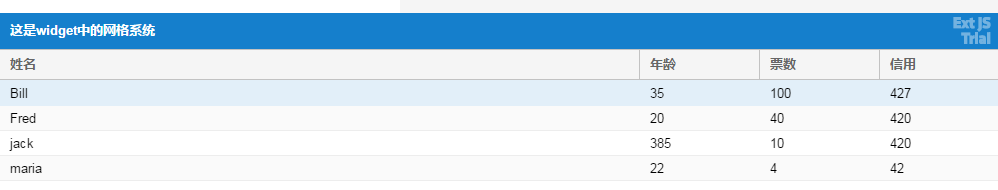 这是widget中的网格系统
Ext JS
Trial
姓名 年龄 票数 信用
Bill 35 100 427
Fred 20 40 420
jack 385 10 420
maria 22 4 42